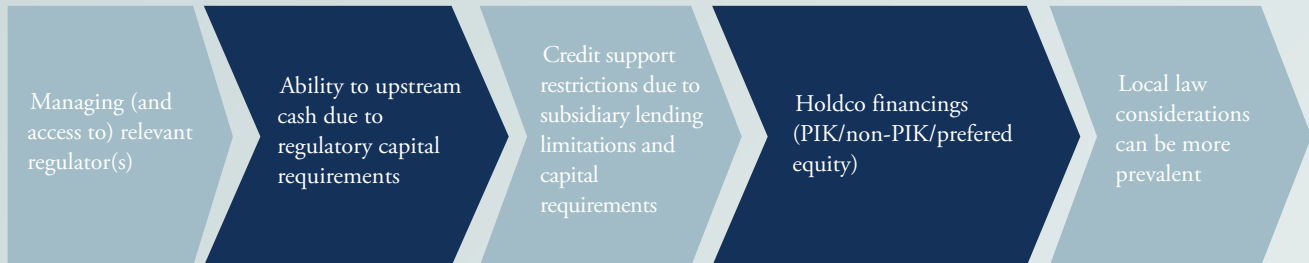 Managing (and
access to) relevant
regulator(s)
Ability to upstream
cash due to
regulatory capital
requirements
Credit support
restrictions due to
subsidiary lending
limitations and
capital
requirements
Holdco financings
(PIK/non-PIK/prefered
equity)
Local law
considerations
can be more
prevalent